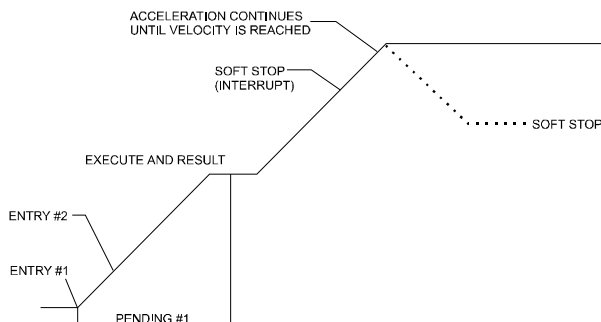 ACCELERATION CONTINUES
UNTIL VELOCITY IS REACHED
SOFT STOP
(INTERRUPT)
SOFT STOP
EXECUTE AND RESULT
ENTRY #2
ENTRY #1
PENDING #1